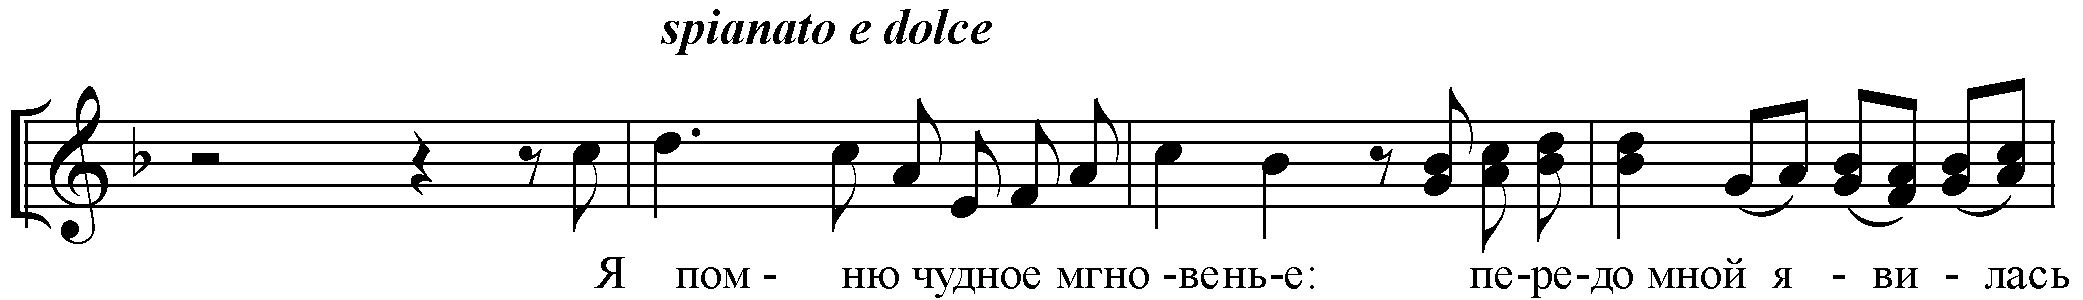 spianato e dolce
Я пом - ню чудное мгно -вень-е: пе-ре-до мной я - ви - лась